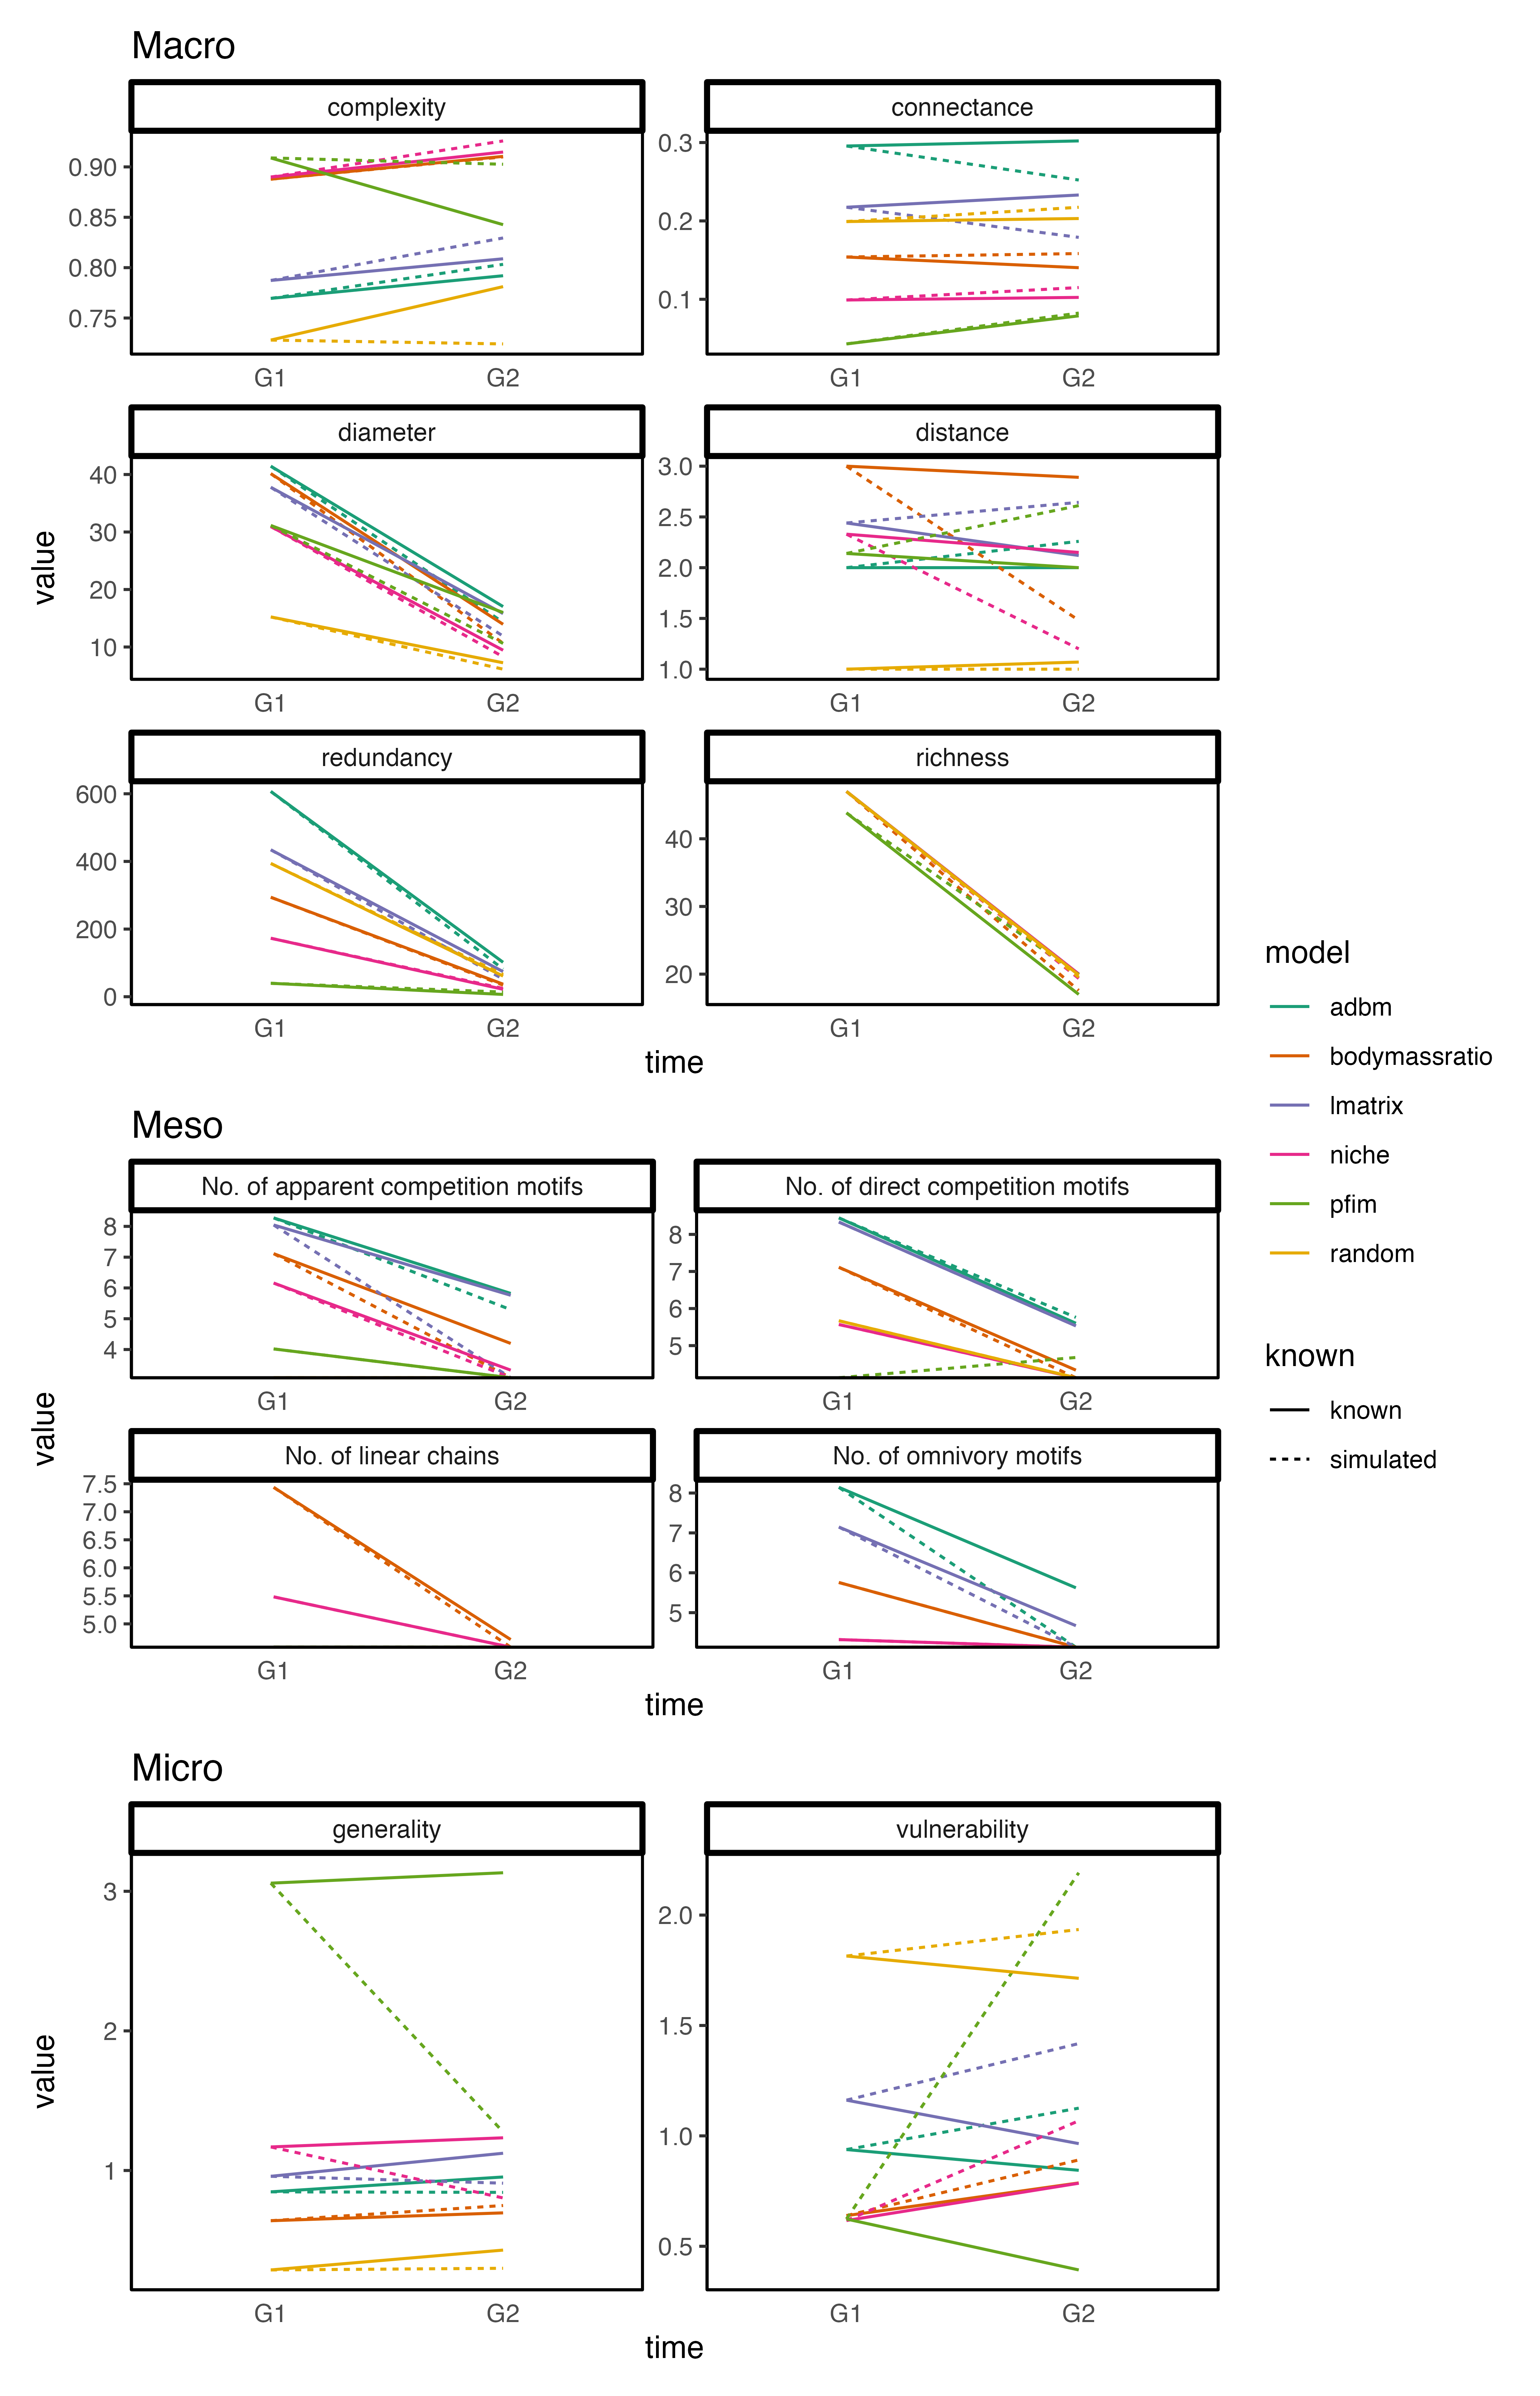 Macro
complexity
connectance
0.90
0.85
0.80
0.75
0.3
0.2
0.1
G1 G2
G1 G2
diameter
distance
40
30
20
10
3.0
2.5
2.0
1.5
1.0
G1 G2
G1 G2
value
redundancy
richness
600
400
200
0
40
30
20
G1 G2
G1 G2
time
Meso
No. of apparent competition motifs
No. of direct competition motifs
8
7
6
5
4
8
7
6
5
G1 G2
G1 G2
value
No. of linear chains
No. of omnivory motifs
7.5
7.0
6.5
6.0
5.5
5.0
8
7
6
5
G1 G2
G1 G2
time
Micro
generality
vulnerability
3
2
1
2.0
1.5
1.0
0.5
value
G1 G2
G1 G2
time
model
adbm
bodymassratio
lmatrix
niche
pfim
random
known
known
simulated